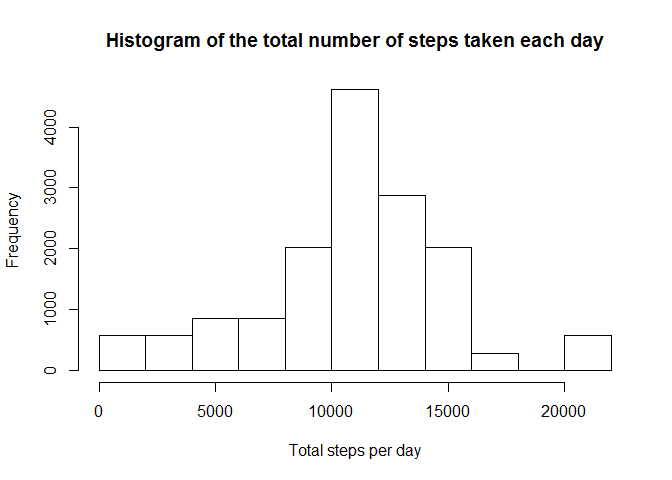 Histogram of the total number of steps taken each day
Frequency
4000
3000
2000
1000
0
0 5000 10000 15000 20000
Total steps per day